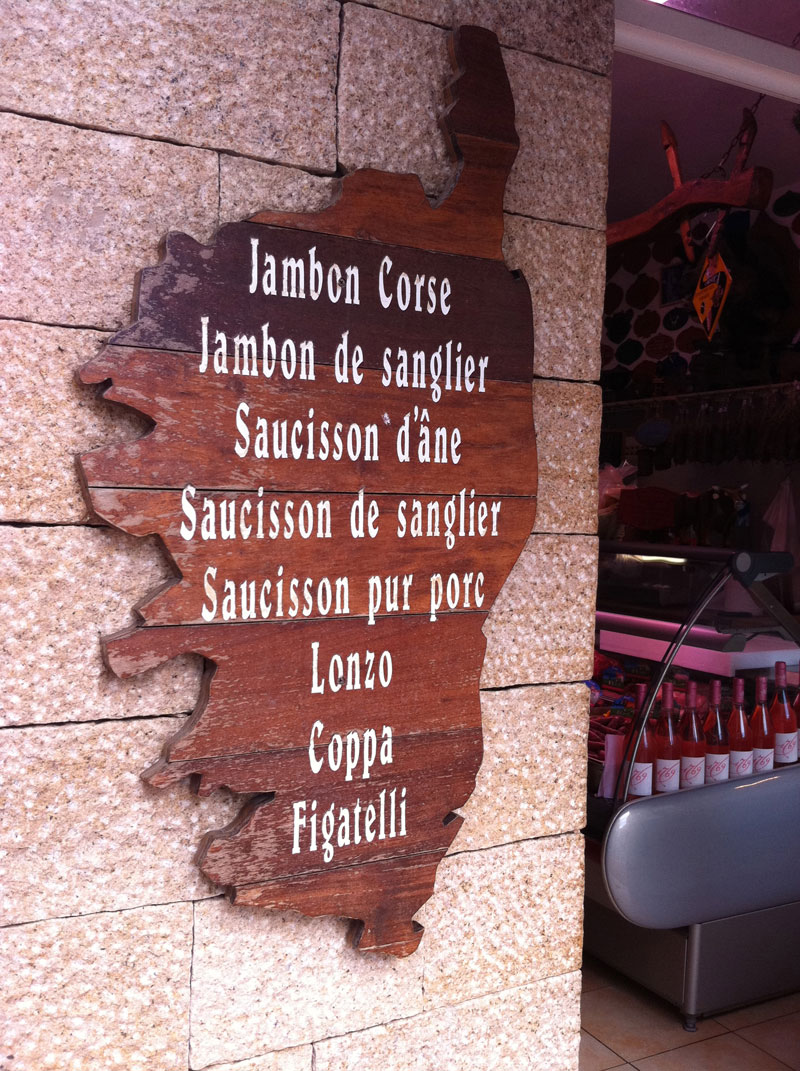 Jambon Corse
Jambon de sanglier
Saucisson d'âne
Saucisson de sanglier
Saucisson pur porc
Lonzo
Coppa
Figatelli